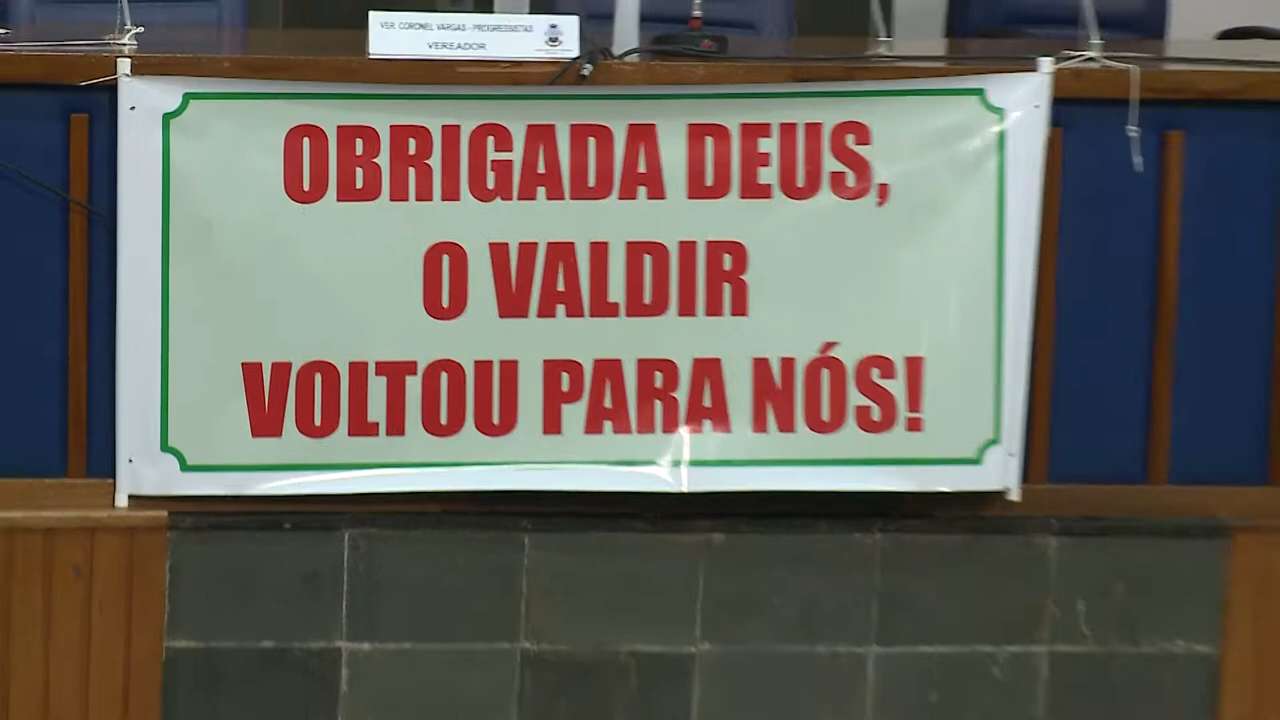 VER. CORONEL VARGAS - PROGRESSISTAS
VEREADOR
OBRIGADA DEUS,
O VALDIR
VOLTOU PARA NÓS!